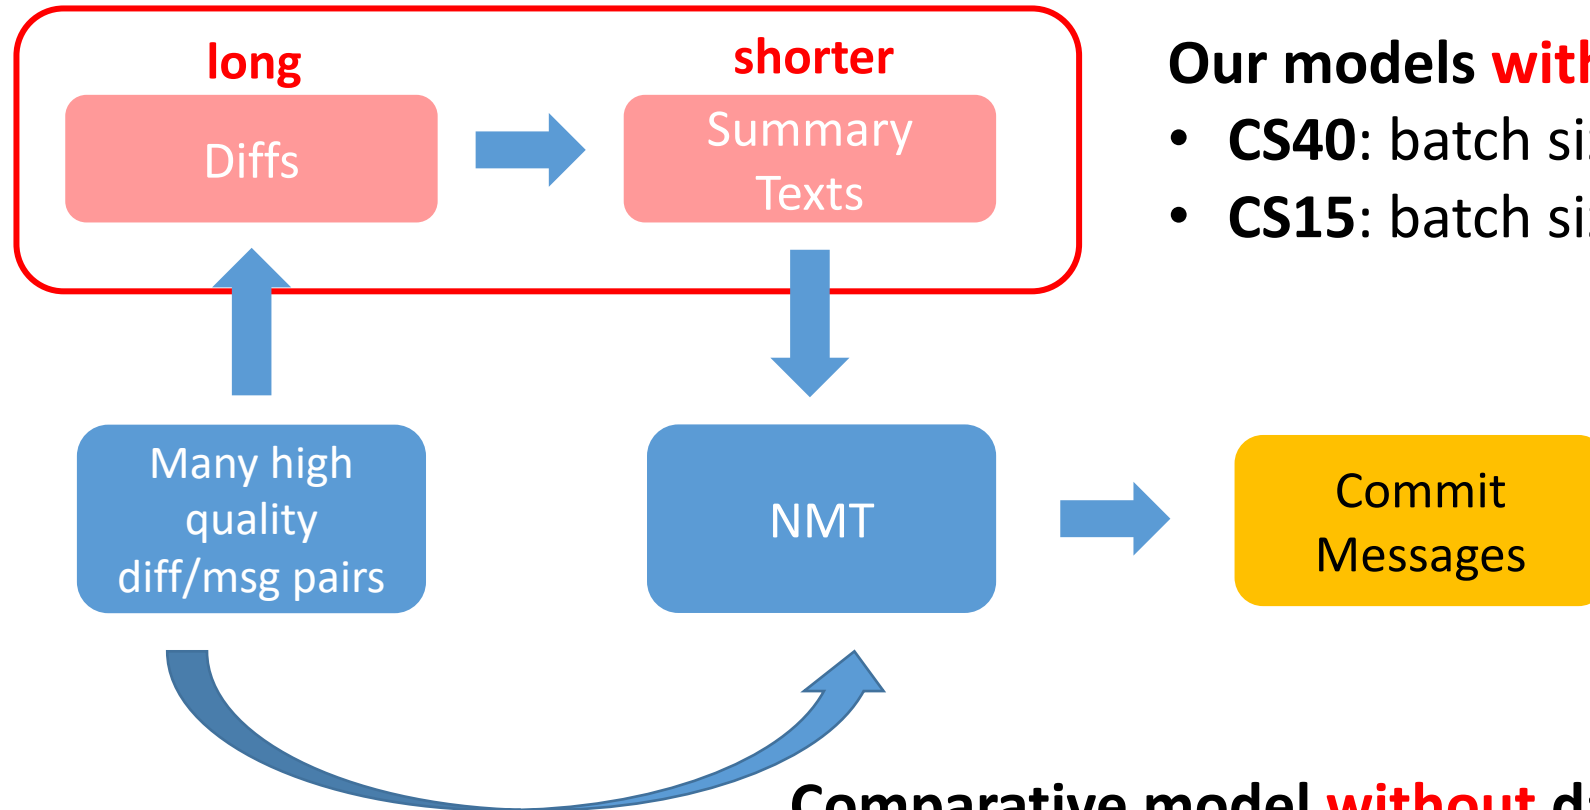 long
shorter
Diffs
Summary
Texts
Our models
• CS40: batch
• CS15: batch
Many high
quality
diff/msg pairs
NMT
Commit
Messages
Comparative model without